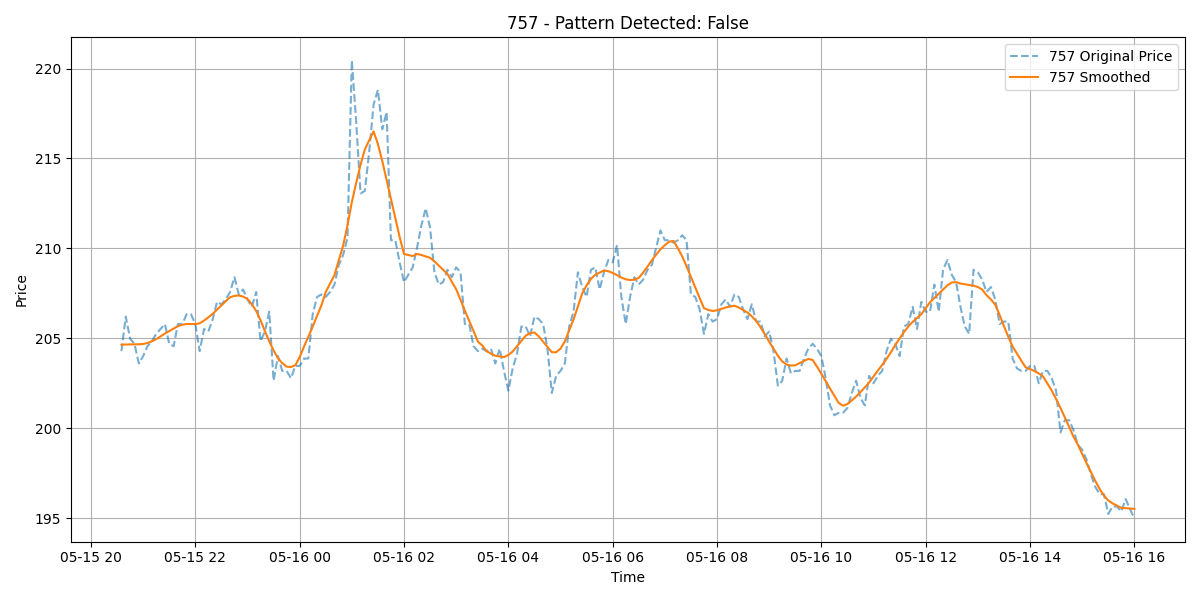 757 - Pattern Detected: False
757 Original Price
757 Smoothed
Price
220
215
210
205
200
195
05-15 20 05-15 22 05-16 00 05-16 02 05-16 04 05-16 06 05-16 08 05-16 10 05-16 12 05-16 14 05-16 16
Time